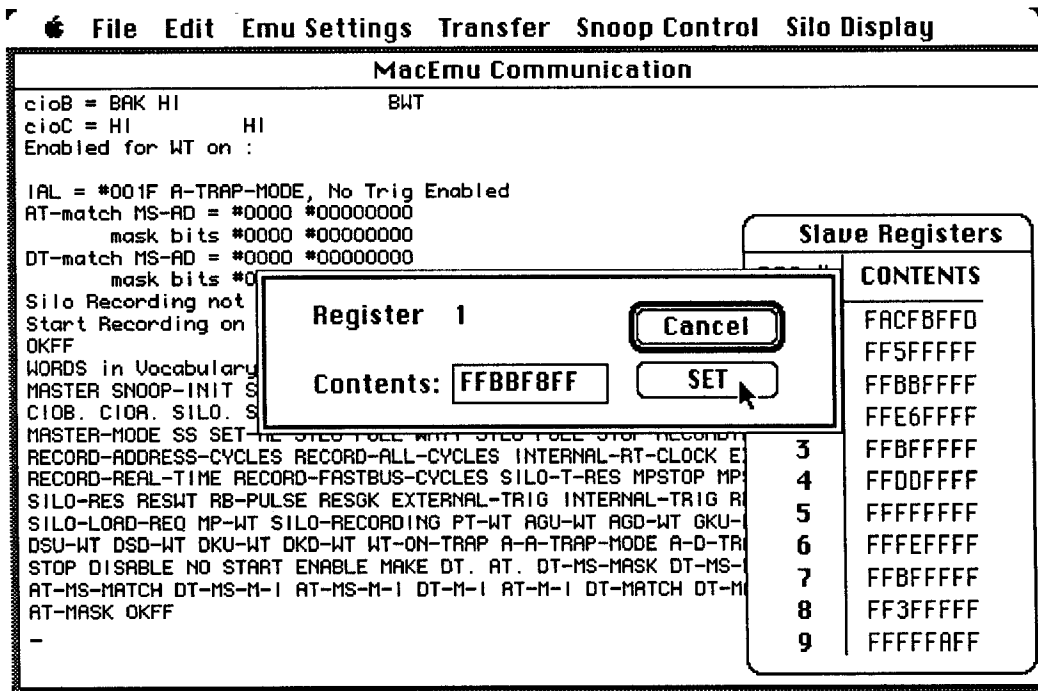 File Edit Emu Settings Transfer Snoop Control Silo Display
MacEmu Communication
cioB = BAK HI BWT
cioC = HI HI
Enabled for WT on :
IAL = #001F A-TRAP-MODE, No Trig Enabled
AT-match MS-AD = #0000 #00000000
mask bits #0000 #00000000
DT-match MS-AD = #0000 #00000000
mask bits #0
Silo Recording not
Start Recording on
OKFF
WORDS in Vocabulary
MASTER SNOOP-INIT S
CIOB. CIOA. SILO. S
MASTER-MODE SS
RECORD-ADDRESS-CYCLES RECORD-ALL-CYCLES INTERNAL-RT-CLOCK E
RECORD-REAL-TIME RECORD-FASTBUS-CYCLES SILO-T-RES MPSTOP MP
SILO-RES RESWT RB-PULSE RESGK EXTERNAL-TRIG INTERNAL-TRIG R
SILO-LOAD-REQ MP-WT SILO-RECORDING PT-WT AGU-WT AGD-WT GKU-
DSU-WT DSD-WT DKU-WT DKD-WT WT-ON-TRAP A-A-TRAP-MODE A-D-TR
STOP DISABLE NO START ENABLE MAKE DT. AT. DT-MS-MASK DT-MS-
AT-MS-MATCH DT-MS-M-I AT-MS-M-I DT-M-I AT-M-I DT-MATCH DT-M
AT-MASK OKFF
Register 1
Cancel
Contents: FFBBF8FF
SET
Slave Registers
CONTENTS
FACFBFFD
FF5FFFFF
FFBBFFFF
FFE6FFFF
3 FFBFFFFF
4 FFDDFFFF
5 FFFFFFFF
6 FFFEFFFF
7 FFBFFFFF
8 FF3FFFFF
9 FFFFFAFF